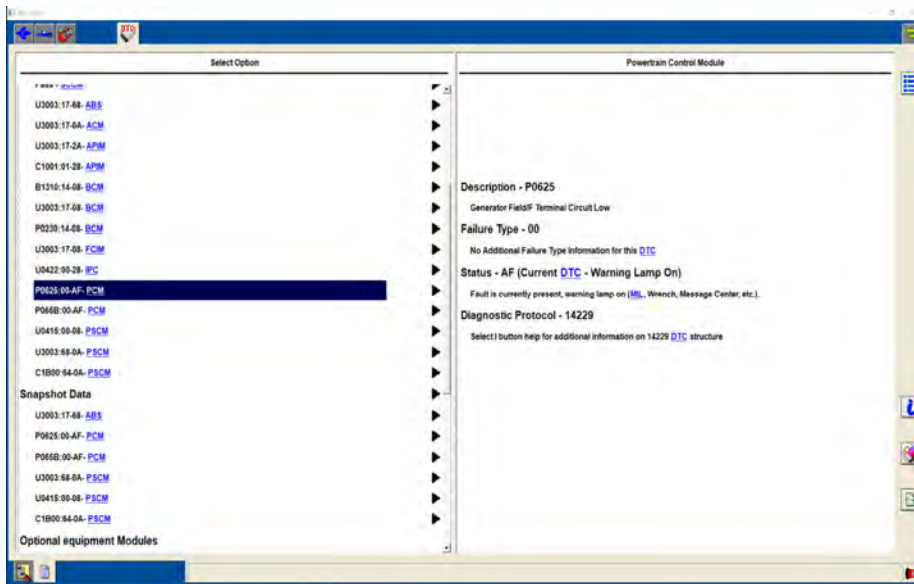 DTC
Select Option
Powertrain Control Module
U3003:17-68- ABS
U3003:17-0A- ACM
U3003:17-2A- APIM
C1001:01-28- APIM
B1310:14-08- BCM
U3003:17-08- BCM
P0230:14-88- BCM
U3003:17-08- FCIM
U0422:00-28- IPC
P0625:00-AF- PCM
P065B:00-AF- PCM
U0415:00-08- PSCM
U3003:68-0A- PSCM
C1B00:64-0A- PSCM
Snapshot Data
U3003:17-68- ABS
P0625:00-AF- PCM
P065B:00-AF- PCM
U3003:68-0A- PSCM
U0415:00-08- PSCM
C1B00:64-0A- PSCM
Optional equipment Modules
Description - P0625
Generator Field/F Terminal Circuit Low
Failure Type - 00
No Additional Failure Type Information for this DTC
Status - AF (Current DTC - Warning Lamp On)
Fault is currently present, warning lamp on (MIL, Wrench, Message Center, etc.).
Diagnostic Protocol - 14229
Select I button help for additional information on 14229 DTC structure